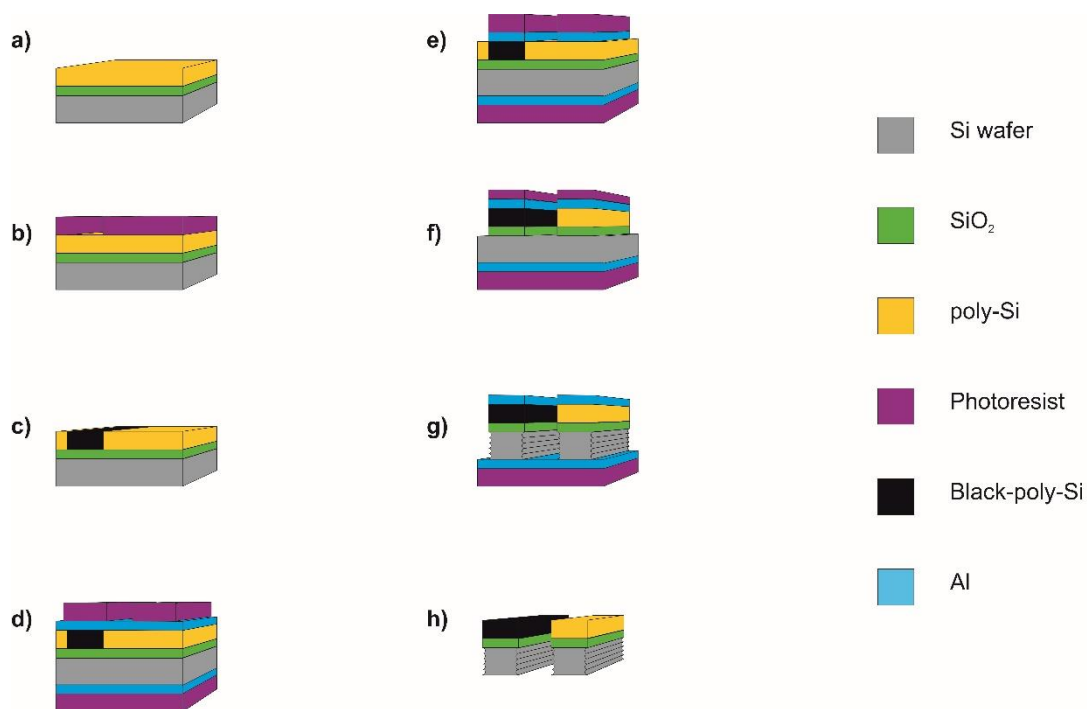 a)
b)
c)
d)
e)
f)
g)
h)
Si wafer
SiO₂
poly-Si
Photoresist
Black-poly-Si
Al